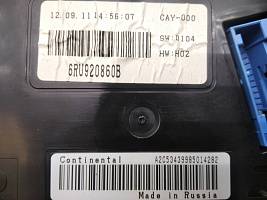 12.09.11 14:56:07 CAY-000
SW:0104
HW:H02
6RU920860B
Continental A2C53439985014282
Made in Russia